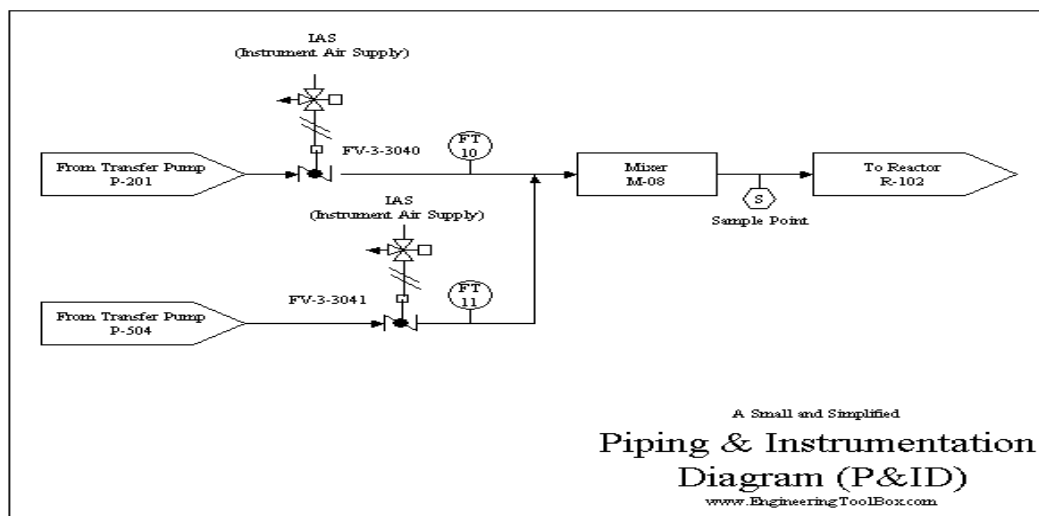 IAS
(Instrument Air Supply)
FV-3-3040
FT
10
From Transfer Pump
P-201
Mixer
M-08
To Reactor
R-102
S
Sample Point
IAS
(Instrument Air Supply)
FV-3-3041
FT
11
From Transfer Pump
P-504
A Small and Simplified
Piping & Instrumentation
Diagram (P&ID)
www.EngineeringToolBox.com